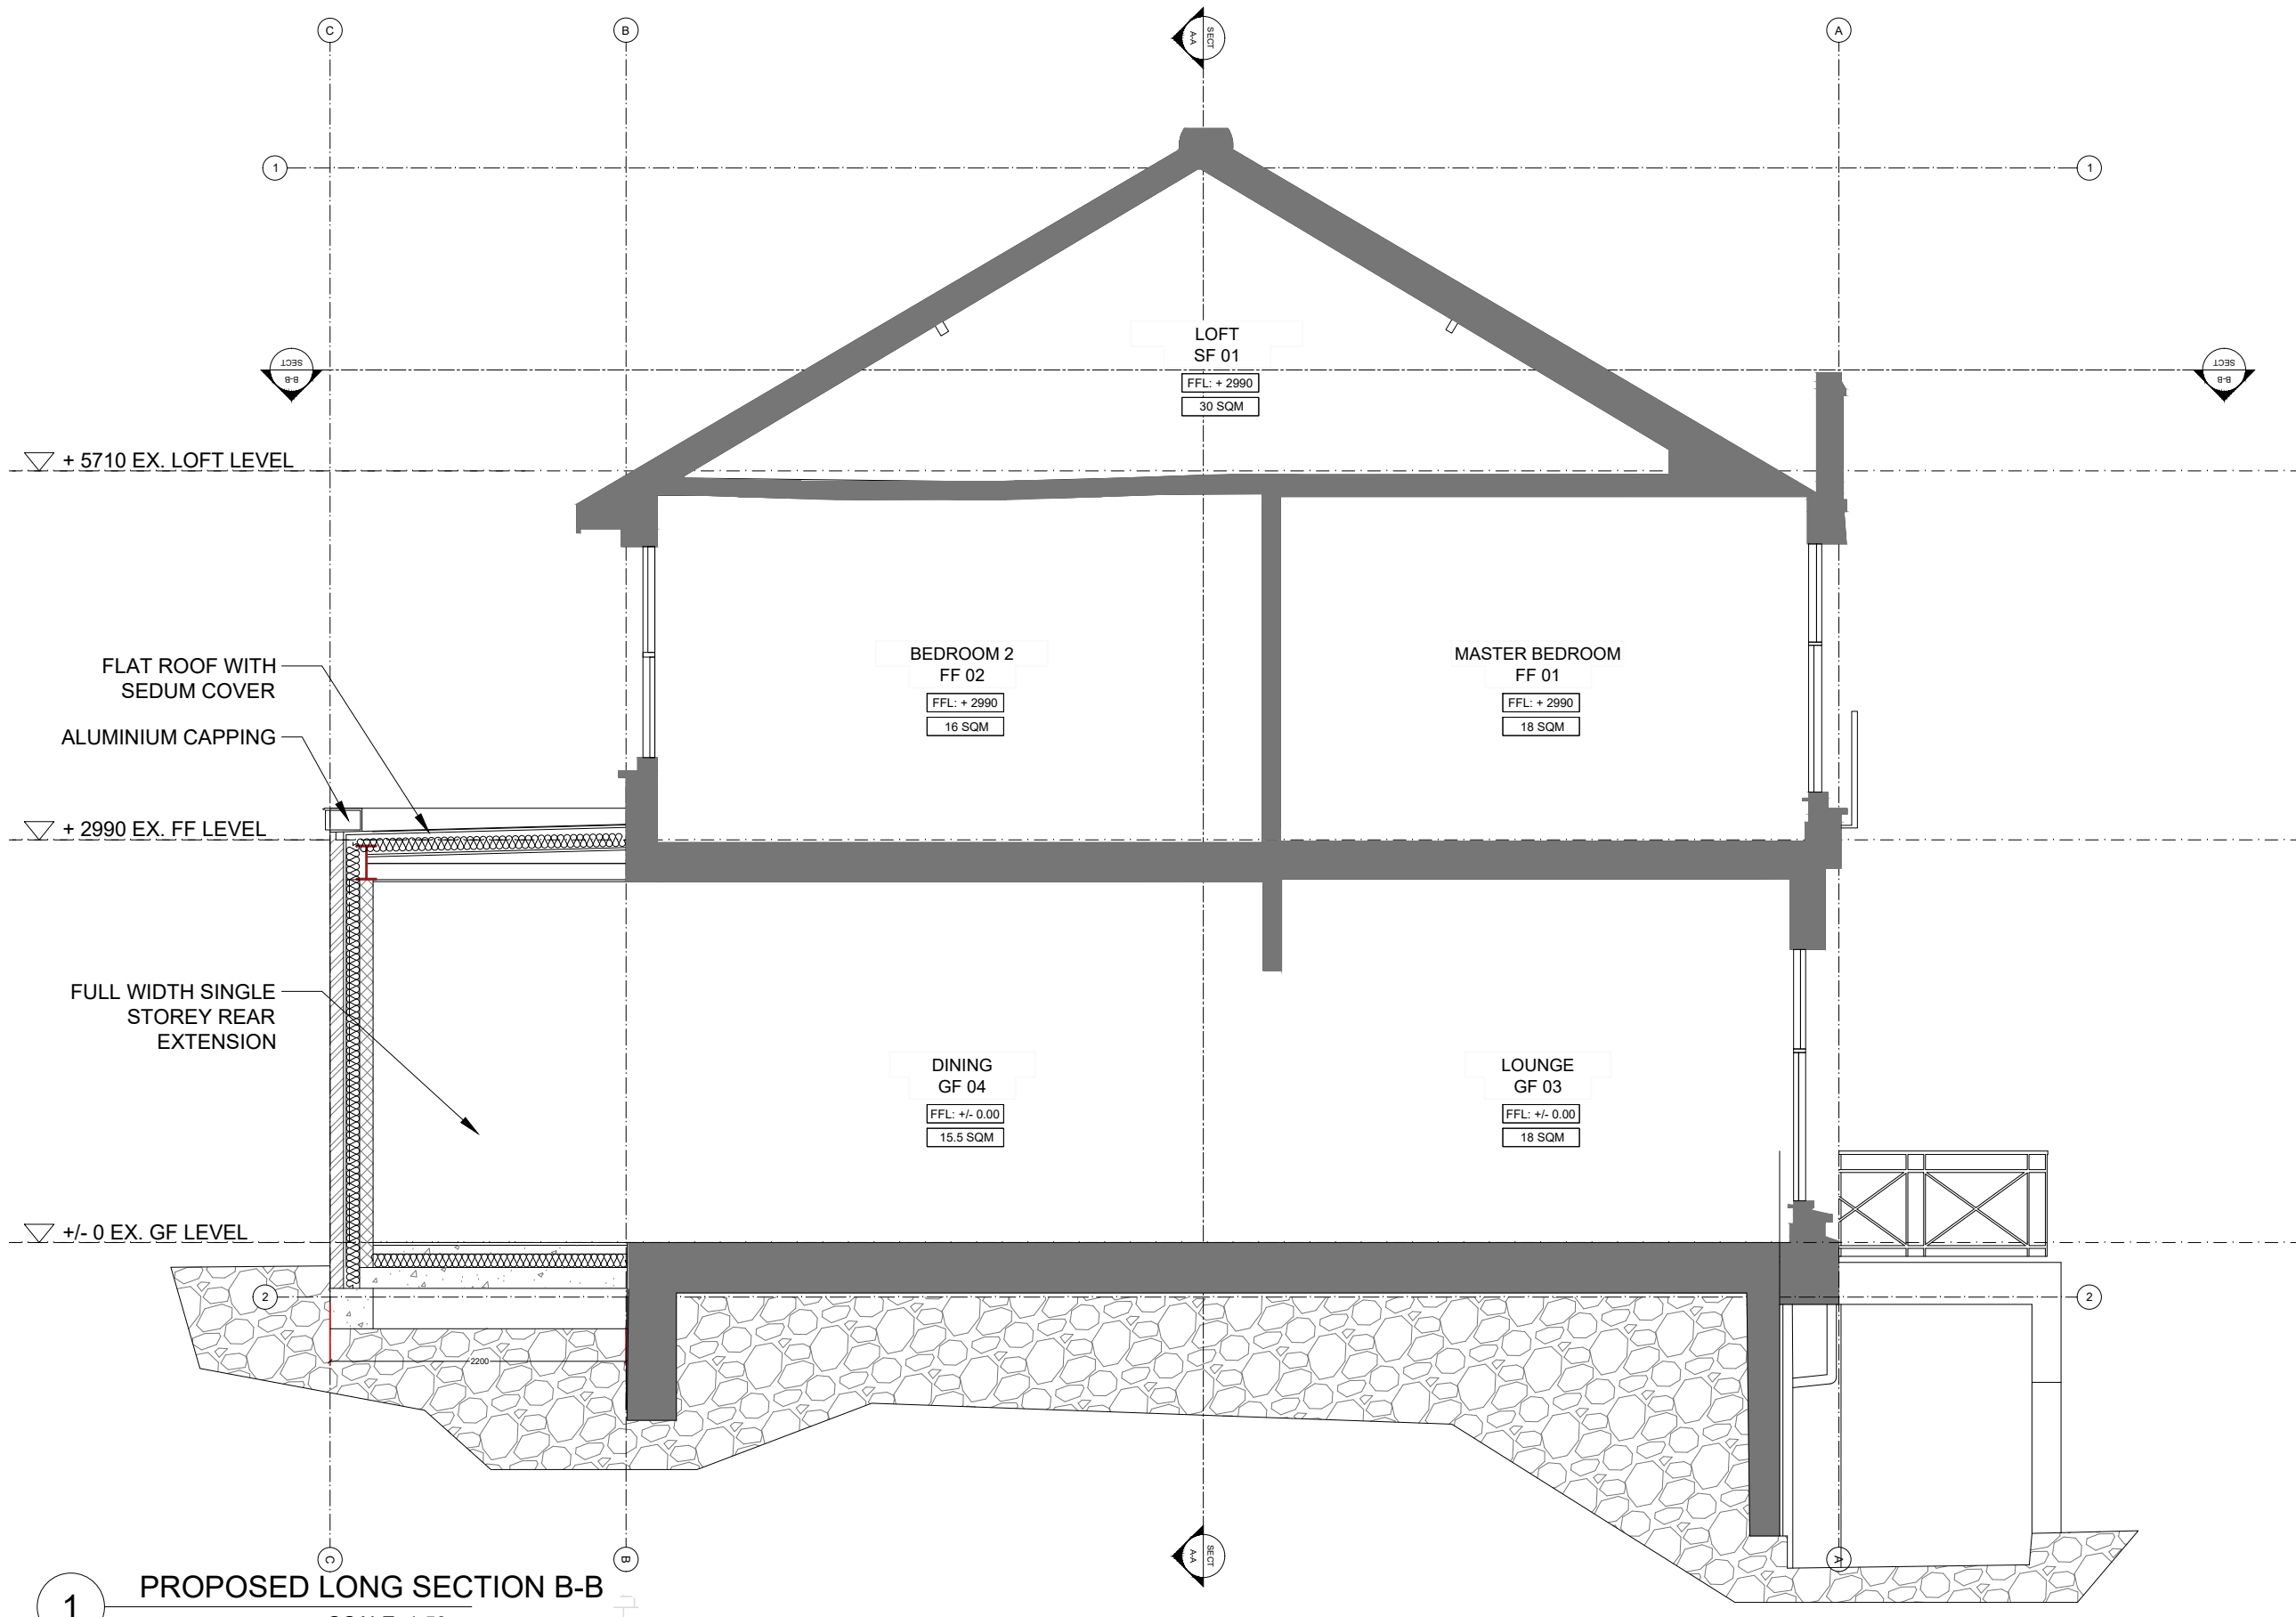 C
B
SECT
A-A
A
1
1
LOFT
SF 01
FFL: + 2990
30 SQM
SECT
B-B
SECT
B-B
+ 5710 EX. LOFT LEVEL
FLAT ROOF WITH
SEDUM COVER
ALUMINIUM CAPPING
BEDROOM 2
FF 02
FFL: + 2990
16 SQM
MASTER BEDROOM
FF 01
FFL: + 2990
18 SQM
+ 2990 EX. FF LEVEL
FULL WIDTH SINGLE
STOREY REAR
EXTENSION
DINING
GF 04
FFL: +/- 0.00
15.5 SQM
LOUNGE
GF 03
FFL: +/- 0.00
18 SQM
+/- 0 EX. GF LEVEL
2
2
2200
C
B
SECT
A-A
A
1
PROPOSED LONG SECTION B-B